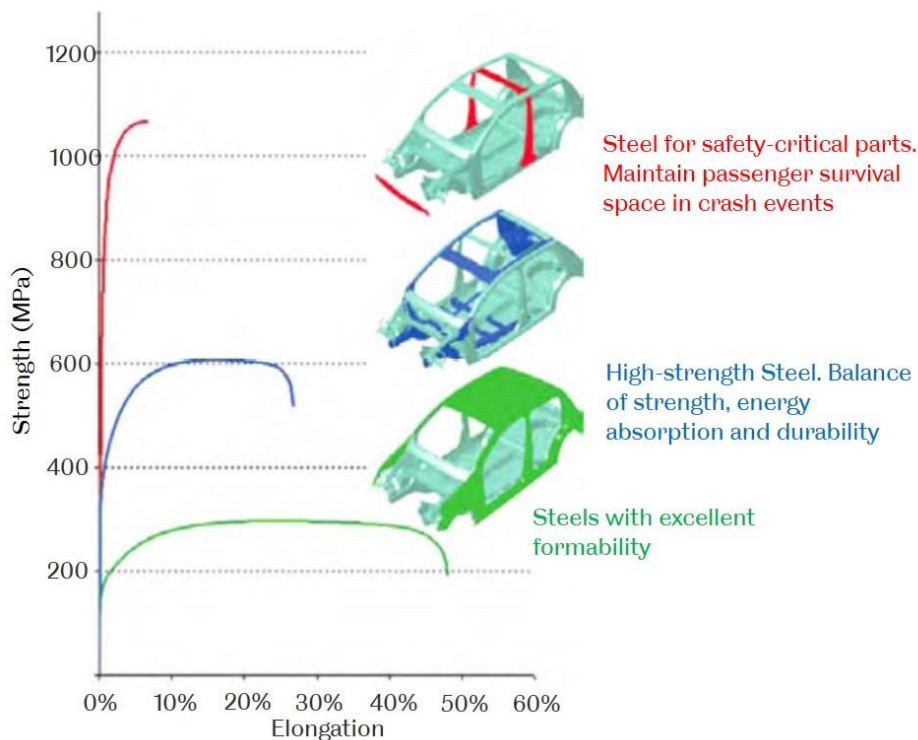 1200
1000
800
600
400
200
Strength (MPa)
Steel for safety-critical parts.
Maintain passenger survival
space in crash events
High-strength Steel. Balance
of strength, energy
absorption and durability
Steels with excellent
formability
0% 10% 20% 30% 40% 50% 60%
Elongation